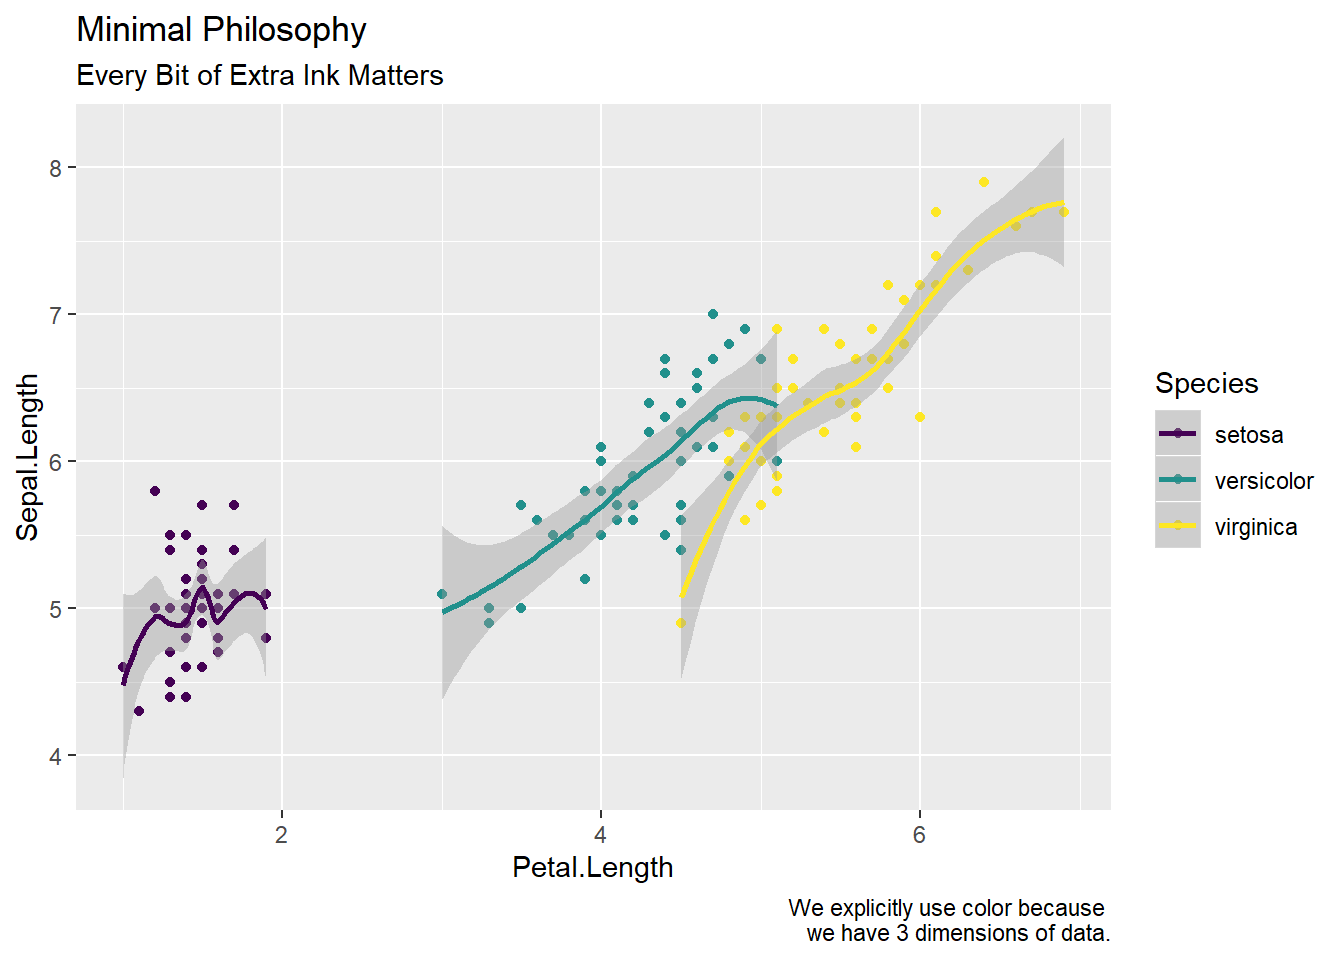 Minimal Philosophy
Every Bit of Extra Ink Matters
Sepal.Length
8
7
6
5
4
2
4
6
Petal.Length
Species
setosa
versicolor
virginica
We explicitly use color because
we have 3 dimensions of data.